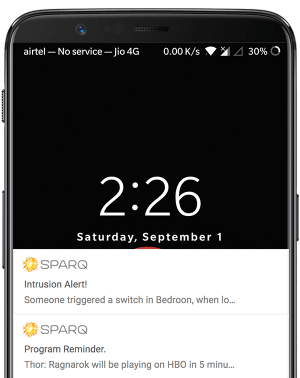 airtel — No service — Jio 4G 0.00 K/s 30%
2:26
Saturday, September 1
SPARQ
Intrusion Alert!
Someone triggered a switch in Bedroon, when lo...
SPARQ
Program Reminder.
Thor: Ragnarok will be playing on HBO in 5 minu...